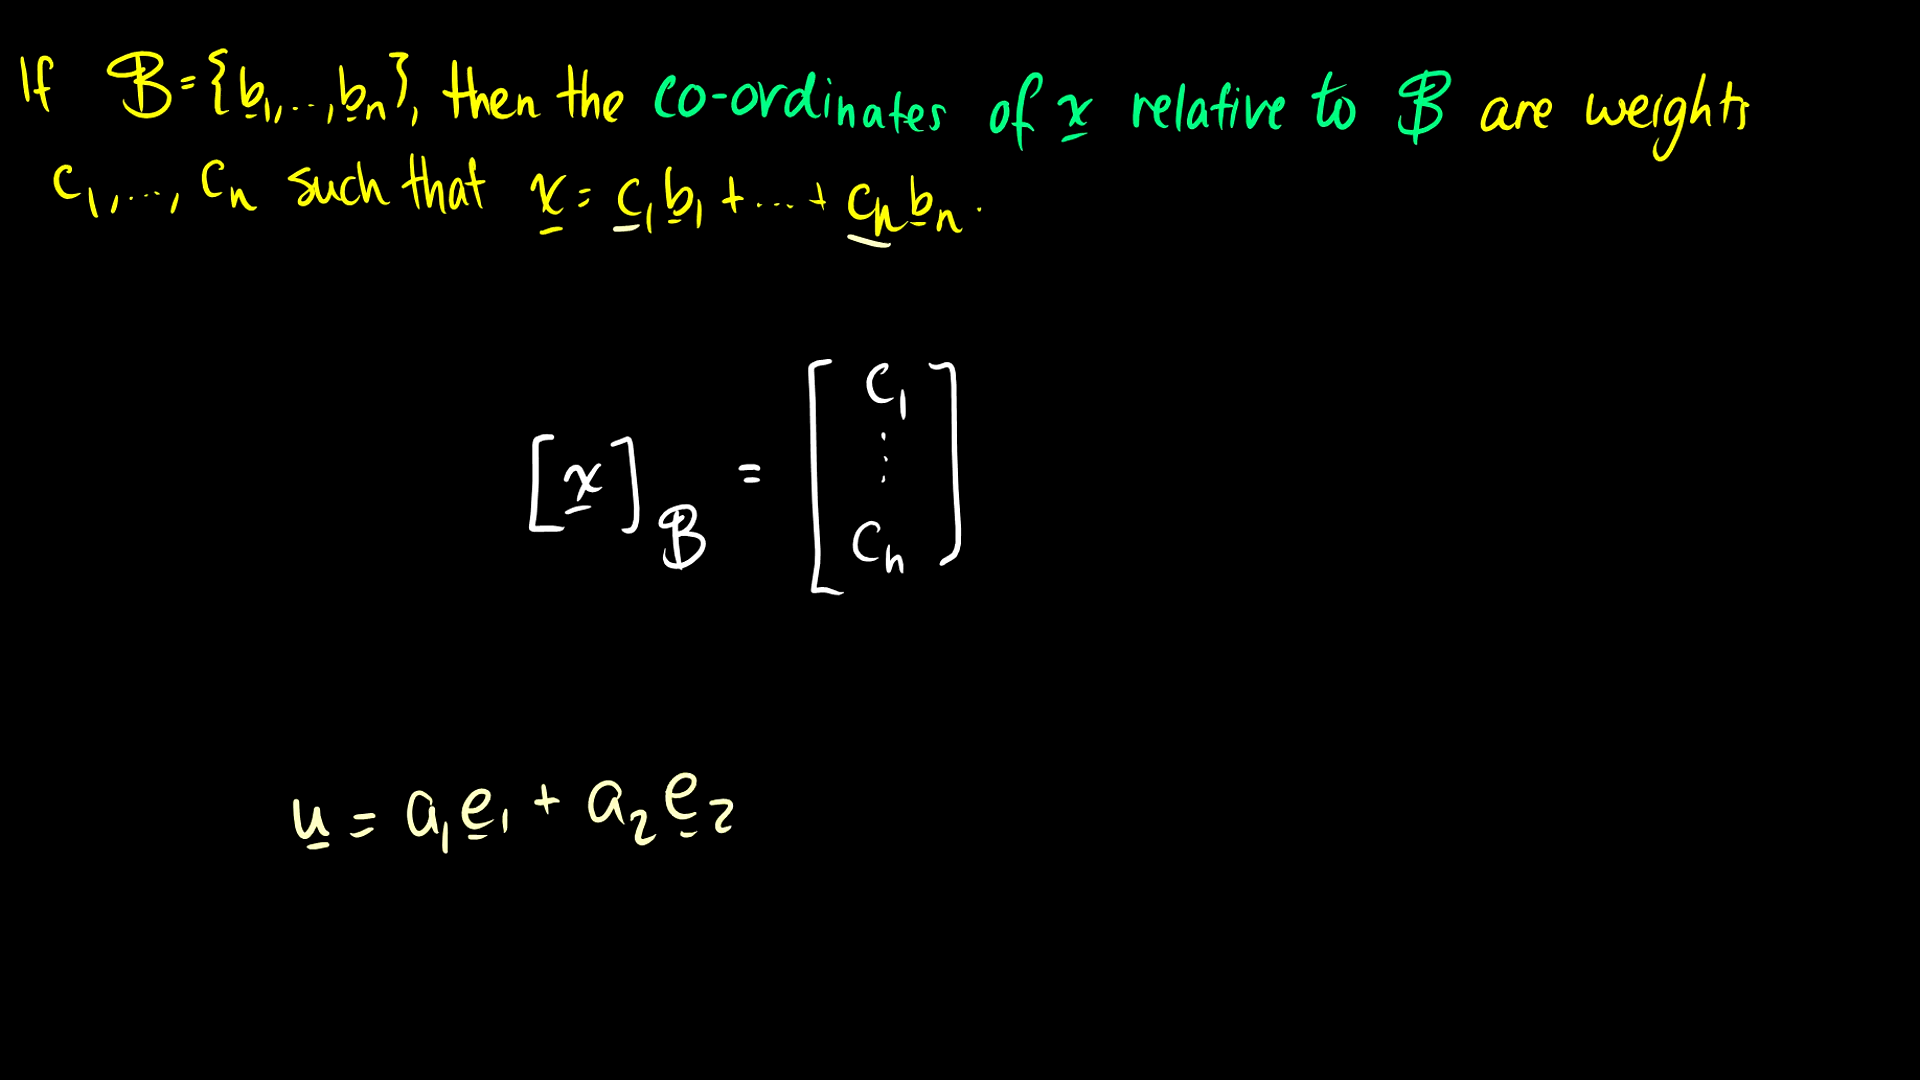 If ℬ = {b₁, ..., bₙ}, then the co-ordinates of x relative to ℬ are weights
c₁, ..., cₙ such that x = c₁b₁ + ... + cₙbₙ.
[x]_ℬ = [c₁ ⋮ cₙ]
u = a₁e₁ + a₂e₂